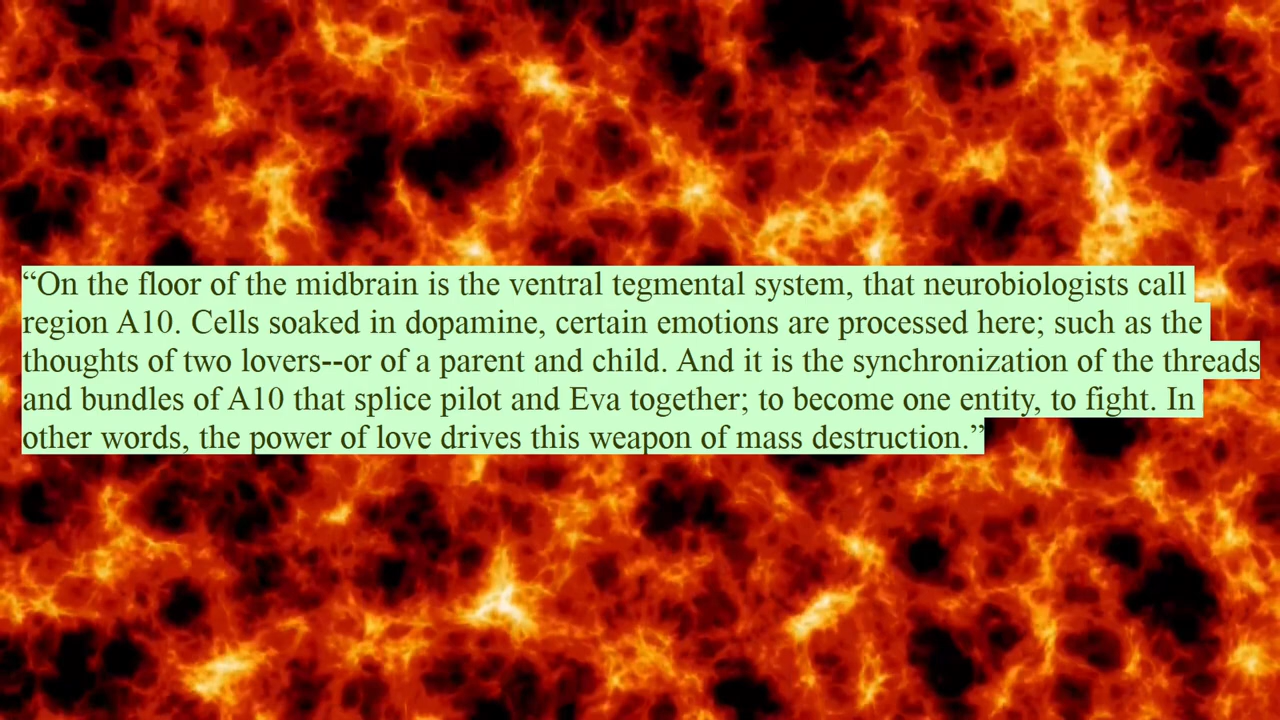 “On the floor of the midbrain is the ventral tegmental system, that neurobiologists call
region A10. Cells soaked in dopamine, certain emotions are processed here; such as the
thoughts of two lovers--or of a parent and child. And it is the synchronization of the threads
and bundles of A10 that splice pilot and Eva together; to become one entity, to fight. In
other words, the power of love drives this weapon of mass destruction.”